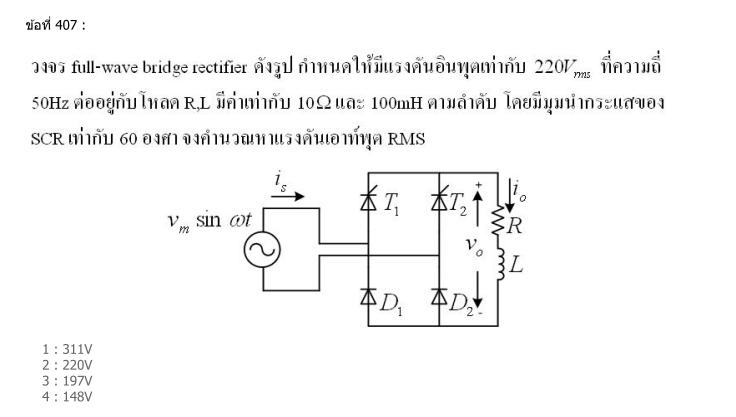 ข้อที่ 407 :
วงจร full-wave bridge rectifier ดังรูป กำหนดให้มีแรงดันอินพุตเท่ากับ 220V_rms ที่ความถี่
50Hz ต่ออยู่กับโหลด R,L มีค่าเท่ากับ 10Ω และ 100mH ตามลำดับ โดยมีมุมนำกระแสของ
SCR เท่ากับ 60 องศา จงคำนวณหาแรงดันเอาท์พุต RMS
i_s
v_m sin ωt
T_1
T_2
+
i_o
R
v_o
L
D_1
D_2
-
1 : 311V
2 : 220V
3 : 197V
4 : 148V